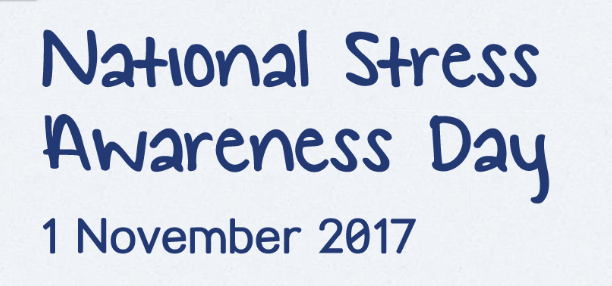 National Stress
Awareness Day
1 November 2017